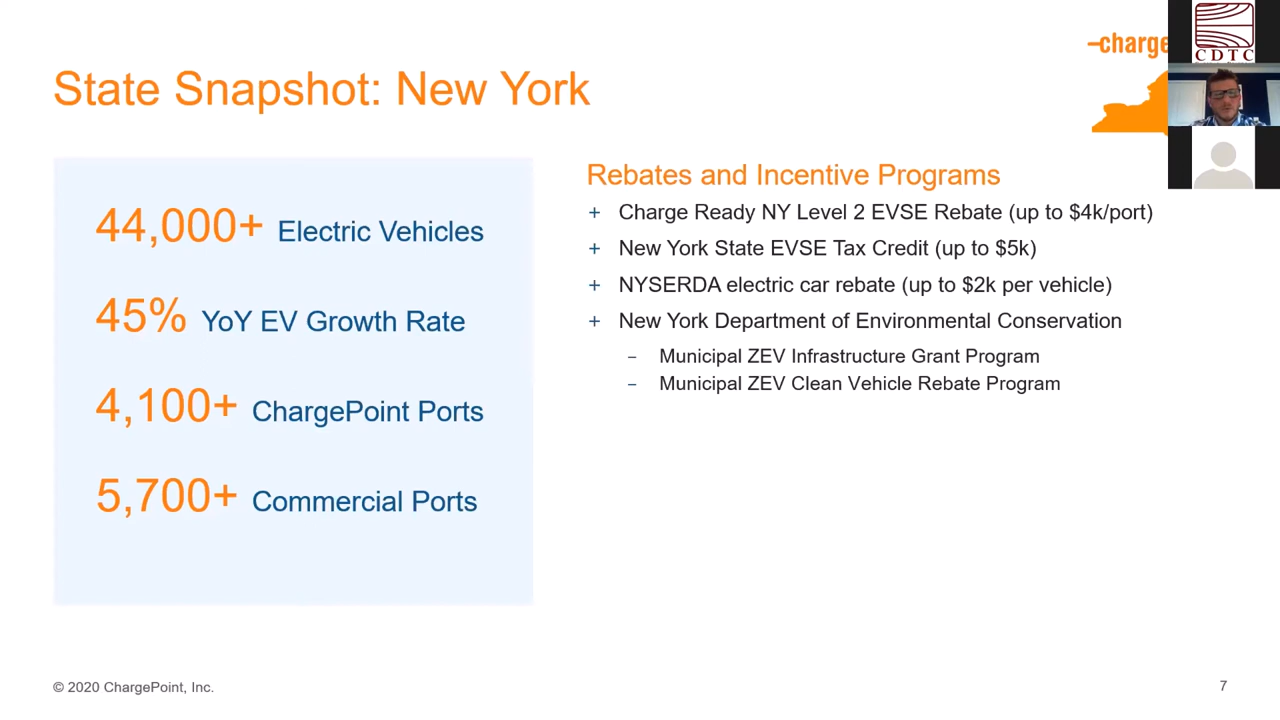 -charge
CDTC
State Snapshot: New York
44,000+ Electric Vehicles
45% YoY EV Growth Rate
4,100+ ChargePoint Ports
5,700+ Commercial Ports
Rebates and Incentive Programs
+ Charge Ready NY Level 2 EVSE Rebate (up to $4k/port)
+ New York State EVSE Tax Credit (up to $5k)
+ NYSERDA electric car rebate (up to $2k per vehicle)
+ New York Department of Environmental Conservation
– Municipal ZEV Infrastructure Grant Program
– Municipal ZEV Clean Vehicle Rebate Program
© 2020 ChargePoint, Inc.
7